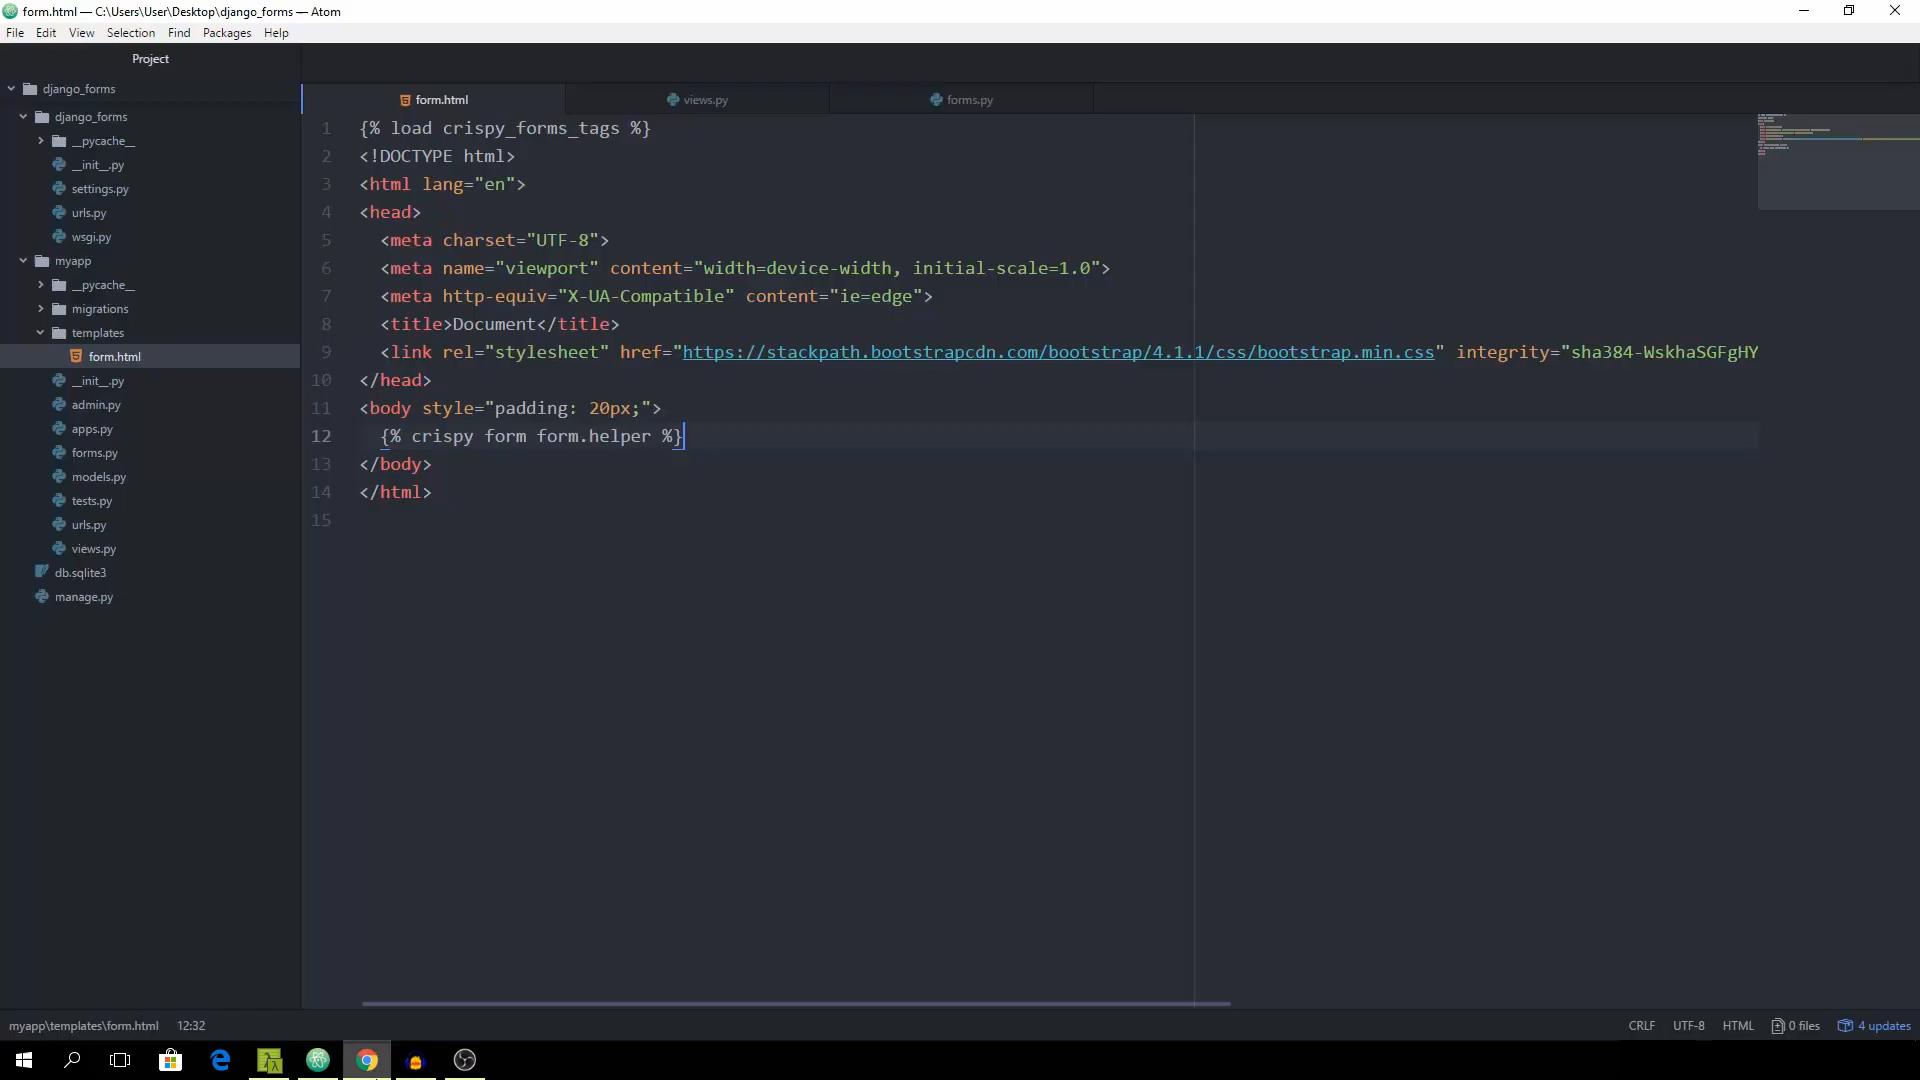 form.html — C:\Users\User\Desktop\django_forms — Atom
File Edit View Selection Find Packages Help
Project
django_forms
django_forms
__pycache__
__init__.py
settings.py
urls.py
wsgi.py
myapp
__pycache__
migrations
templates
form.html
__init__.py
admin.py
apps.py
forms.py
models.py
tests.py
urls.py
views.py
db.sqlite3
manage.py
form.html views.py forms.py
1 {% load crispy_forms_tags %}
2 <!DOCTYPE html>
3 <html lang="en">
4 <head>
5 <meta charset="UTF-8">
6 <meta name="viewport" content="width=device-width, initial-scale=1.0">
7 <meta http-equiv="X-UA-Compatible" content="ie=edge">
8 <title>Document</title>
9 <link rel="stylesheet" href="https://stackpath.bootstrapcdn.com/bootstrap/4.1.1/css/bootstrap.min.css" integrity="sha384-WskhaSGFgHY
10 </head>
11 <body style="padding: 20px;">
12 {% crispy form form.helper %}
13 </body>
14 </html>
15
myapp\templates\form.html 12:32 CRLF UTF-8 HTML 0 files 4 updates